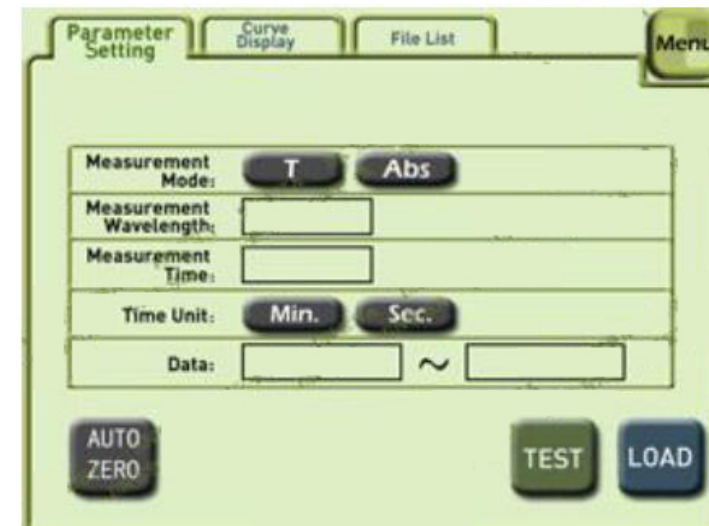 Parameter
Setting
Curve
Display
File List
Menu
Measurement
Mode:
T
Abs
Measurement
Wavelength:
Measurement
Time:
Time Unit:
Min.
Sec.
Data:
~
AUTO
ZERO
TEST
LOAD